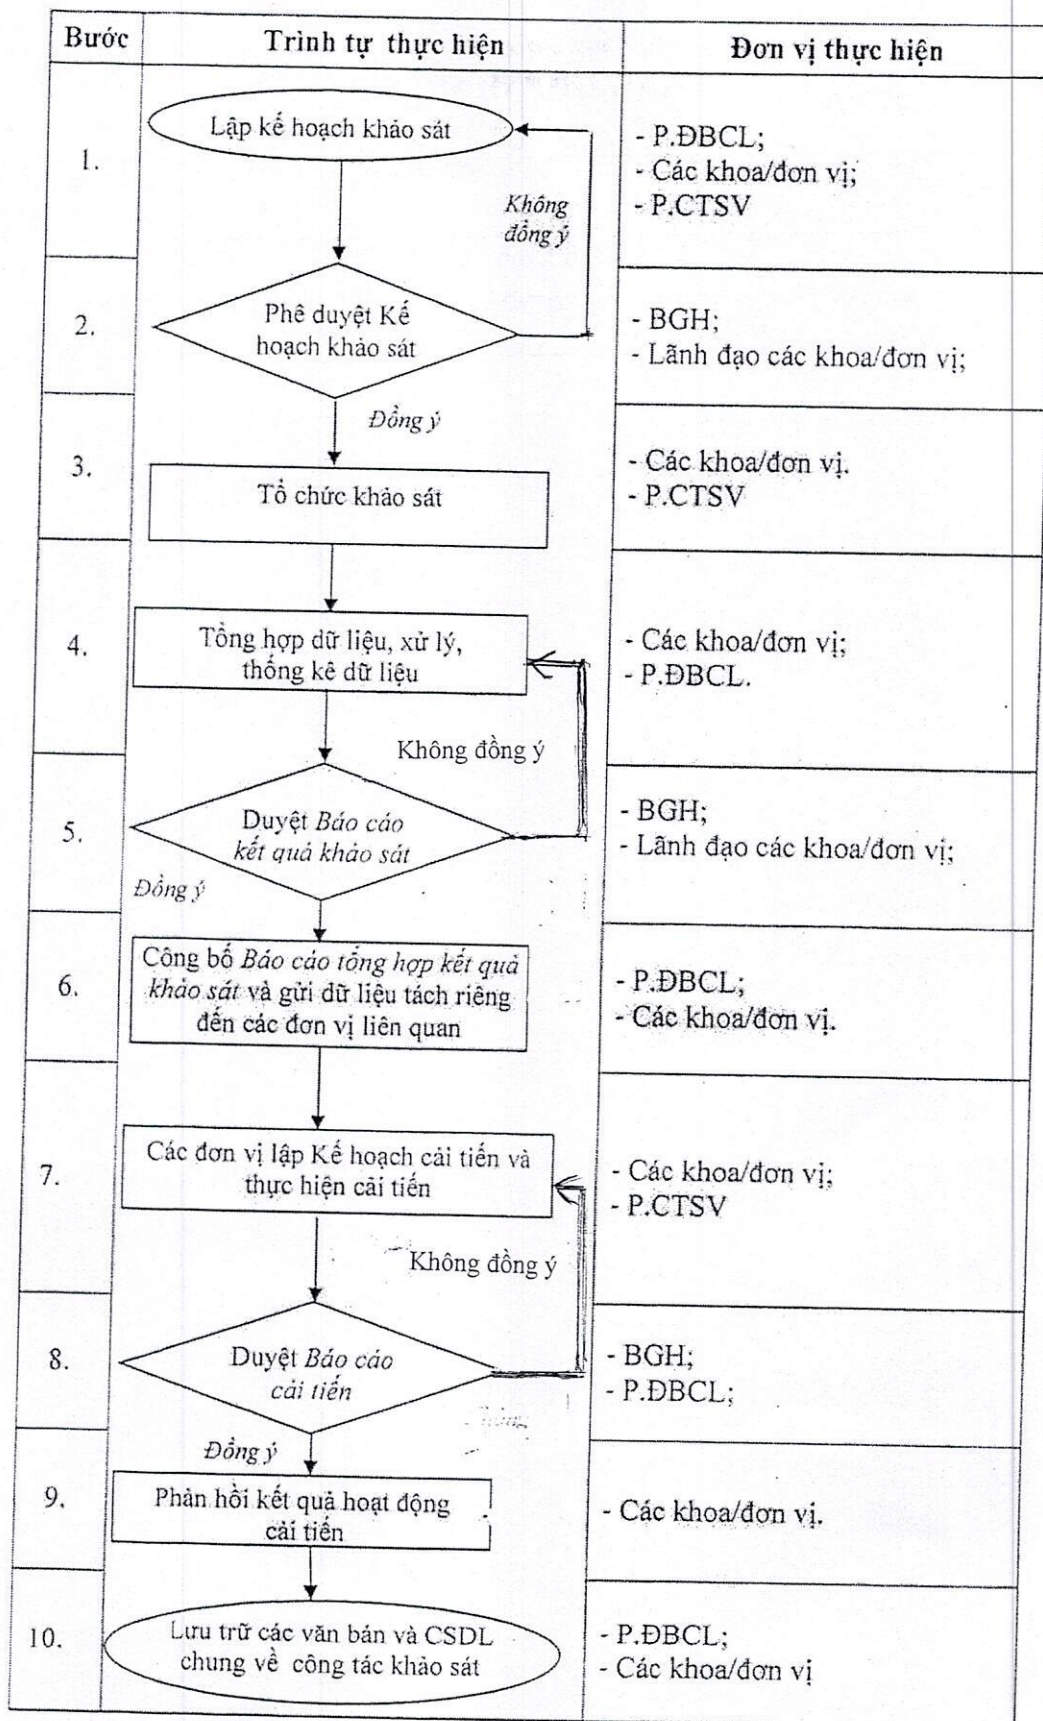 Bước
Trình tự thực hiện
Đơn vị thực hiện
1.
Lập kế hoạch khảo sát
Không
đồng ý
- P.ĐBCL;
- Các khoa/đơn vị;
- P.CTSV
2.
Phê duyệt Kế
hoạch khảo sát
- BGH;
- Lãnh đạo các khoa/đơn vị;
Đồng ý
3.
Tổ chức khảo sát
- Các khoa/đơn vị.
- P.CTSV
4.
Tổng hợp dữ liệu, xử lý,
thống kê dữ liệu
- Các khoa/đơn vị;
- P.ĐBCL.
Không đồng ý
5.
Duyệt Báo cáo
kết quả khảo sát
- BGH;
- Lãnh đạo các khoa/đơn vị;
Đồng ý
6.
Công bố Báo cáo tổng hợp kết quả
khảo sát và gửi dữ liệu tách riêng
đến các đơn vị liên quan
- P.ĐBCL;
- Các khoa/đơn vị.
7.
Các đơn vị lập Kế hoạch cải tiến và
thực hiện cải tiến
- Các khoa/đơn vị;
- P.CTSV
Không đồng ý
8.
Duyệt Báo cáo
cải tiến
- BGH;
- P.ĐBCL;
Đồng ý
9.
Phản hồi kết quả hoạt động
cải tiến
- Các khoa/đơn vị.
10.
Lưu trữ các văn bản và CSDL
chung về công tác khảo sát
- P.ĐBCL;
- Các khoa/đơn vị